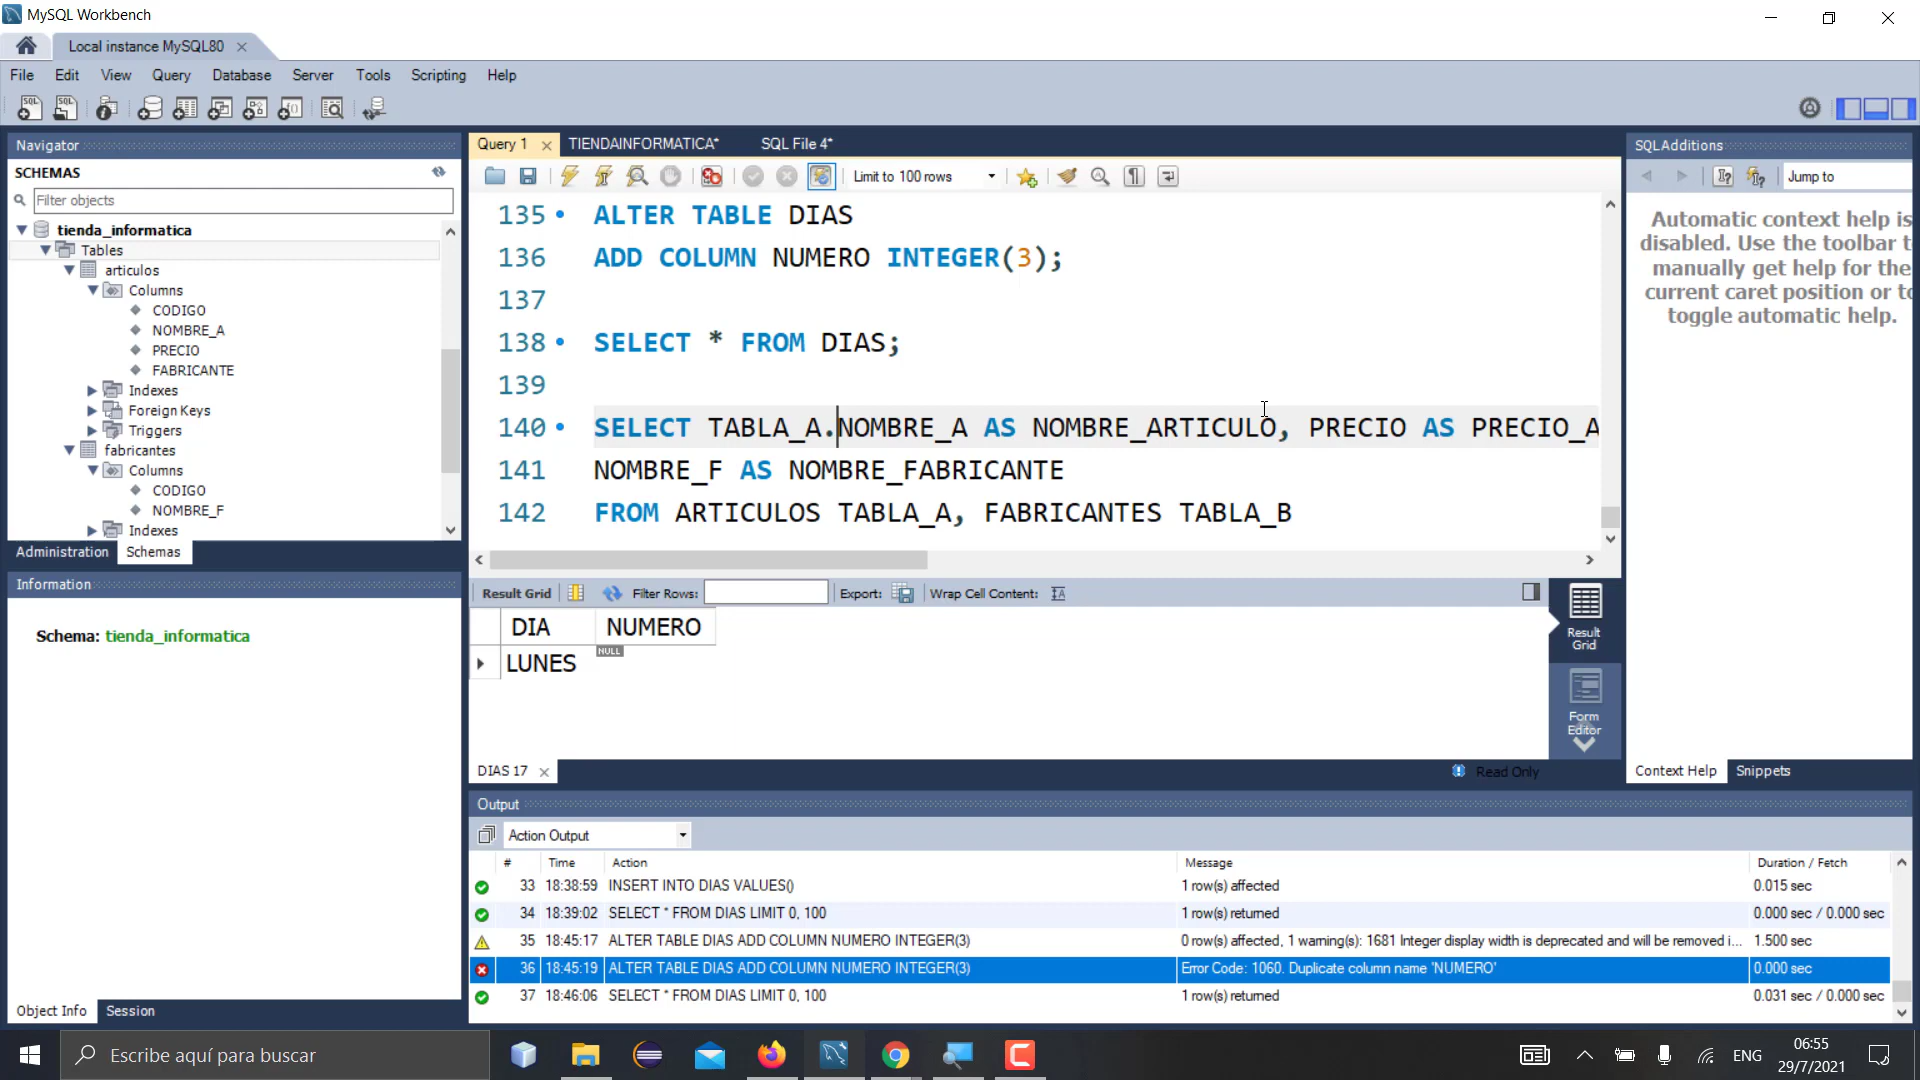 MySQL Workbench
Local instance MySQL80
File Edit View Query Database Server Tools Scripting Help
Navigator
SCHEMAS
Filter objects
tienda_informatica
Tables
articulos
Columns
CODIGO
NOMBRE_A
PRECIO
FABRICANTE
Indexes
Foreign Keys
Triggers
fabricantes
Columns
CODIGO
NOMBRE_F
Indexes
Administration Schemas
Information
Schema: tienda_informatica
Object Info Session
Query 1 TIENDAINFORMATICA* SQL File 4*
Limit to 100 rows
135 ALTER TABLE DIAS
136 ADD COLUMN NUMERO INTEGER(3);
137
138 SELECT * FROM DIAS;
139
140 SELECT TABLA_A.NOMBRE_A AS NOMBRE_ARTICULO, PRECIO AS PRECIO_A
141 NOMBRE_F AS NOMBRE_FABRICANTE
142 FROM ARTICULOS TABLA_A, FABRICANTES TABLA_B
Result Grid Filter Rows: Export: Wrap Cell Content:
DIA NUMERO
LUNES NULL
Result
Grid
Form
Editor
DIAS 17 Read Only
SQLAdditions
Jump to
Automatic context help is
disabled. Use the toolbar t
manually get help for the
current caret position or to
toggle automatic help.
Context Help Snippets
Output
Action Output
# Time Action Message Duration / Fetch
33 18:38:59 INSERT INTO DIAS VALUES() 1 row(s) affected 0.015 sec
34 18:39:02 SELECT * FROM DIAS LIMIT 0, 100 1 row(s) returned 0.000 sec / 0.000 sec
35 18:45:17 ALTER TABLE DIAS ADD COLUMN NUMERO INTEGER(3) 0 row(s) affected, 1 warning(s): 1681 Integer display width is deprecated and will be removed i... 1.500 sec
36 18:45:19 ALTER TABLE DIAS ADD COLUMN NUMERO INTEGER(3) Error Code: 1060. Duplicate column name 'NUMERO' 0.000 sec
37 18:46:06 SELECT * FROM DIAS LIMIT 0, 100 1 row(s) returned 0.031 sec / 0.000 sec
Escribe aquí para buscar
ENG
06:55
29/7/2021